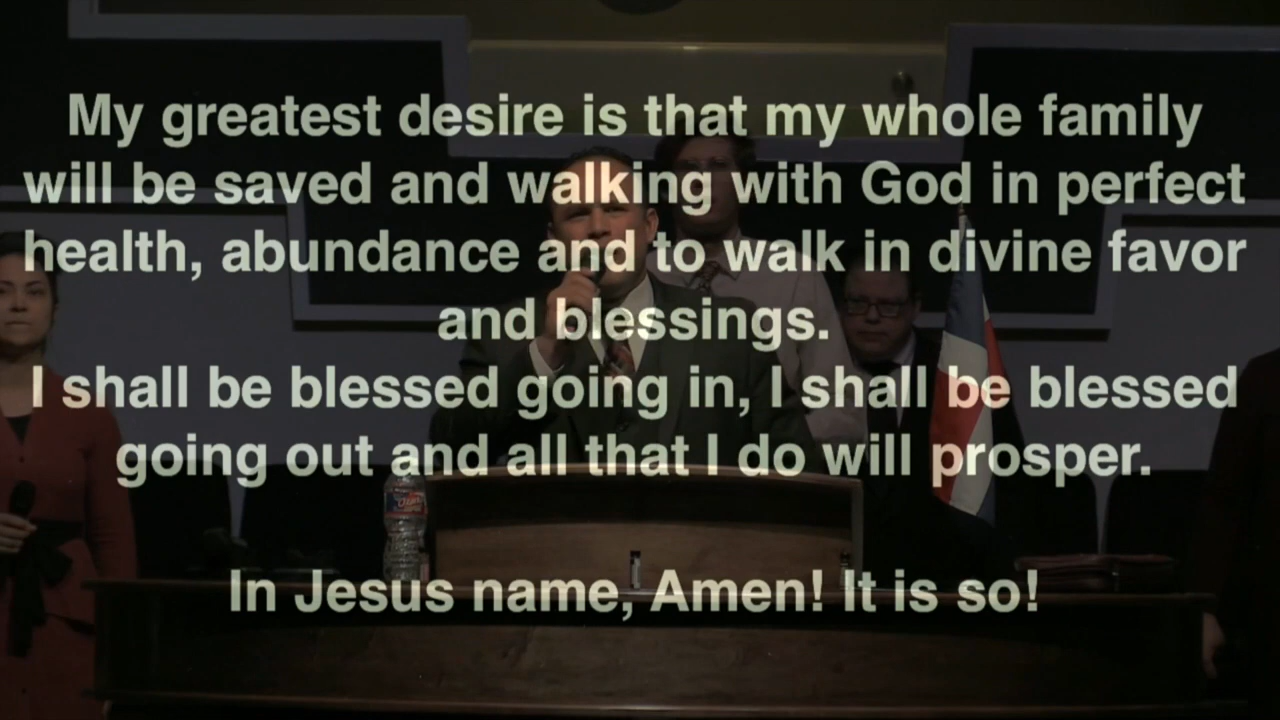 My greatest desire is that my whole family
will be saved and walking with God in perfect
health, abundance and to walk in divine favor
and blessings.
I shall be blessed going in, I shall be blessed
going out and all that I do will prosper.
In Jesus name, Amen! It is so!